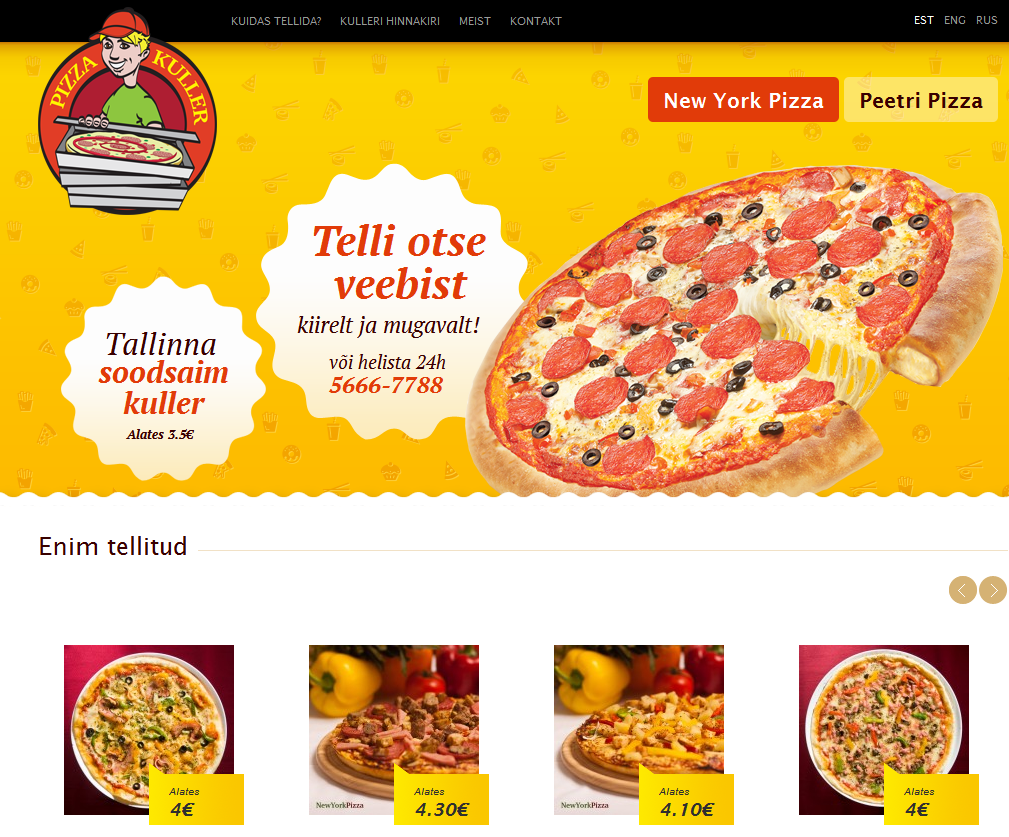 KUIDAS TELLIDA? KULLERI HINNAKIRI MEIST KONTAKT
EST ENG RUS
PIZZA KULLER
New York Pizza Peetri Pizza
Telli otse
veebist
kiirelt ja mugavalt!
või helista 24h
5666-7788
Tallinna
soodsaim
kuller
Alates 3.5€
Enim tellitud
Alates
4€
NewYorkPizza
Alates
4.30€
NewYorkPizza
Alates
4.10€
Alates
4€